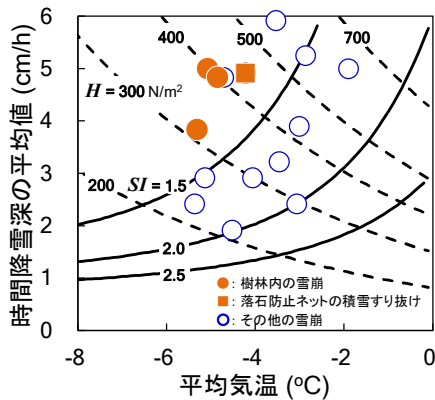 時間降雪深の平均値 (cm/h)
6
5
4
3
2
1
0
400
500
700
H = 300 N/m²
200
SI = 1.5
2.0
2.5
●: 樹林内の雪崩
■: 落石防止ネットの積雪すり抜け
○: その他の雪崩
-8
-6
-4
-2
0
平均気温 (°C)